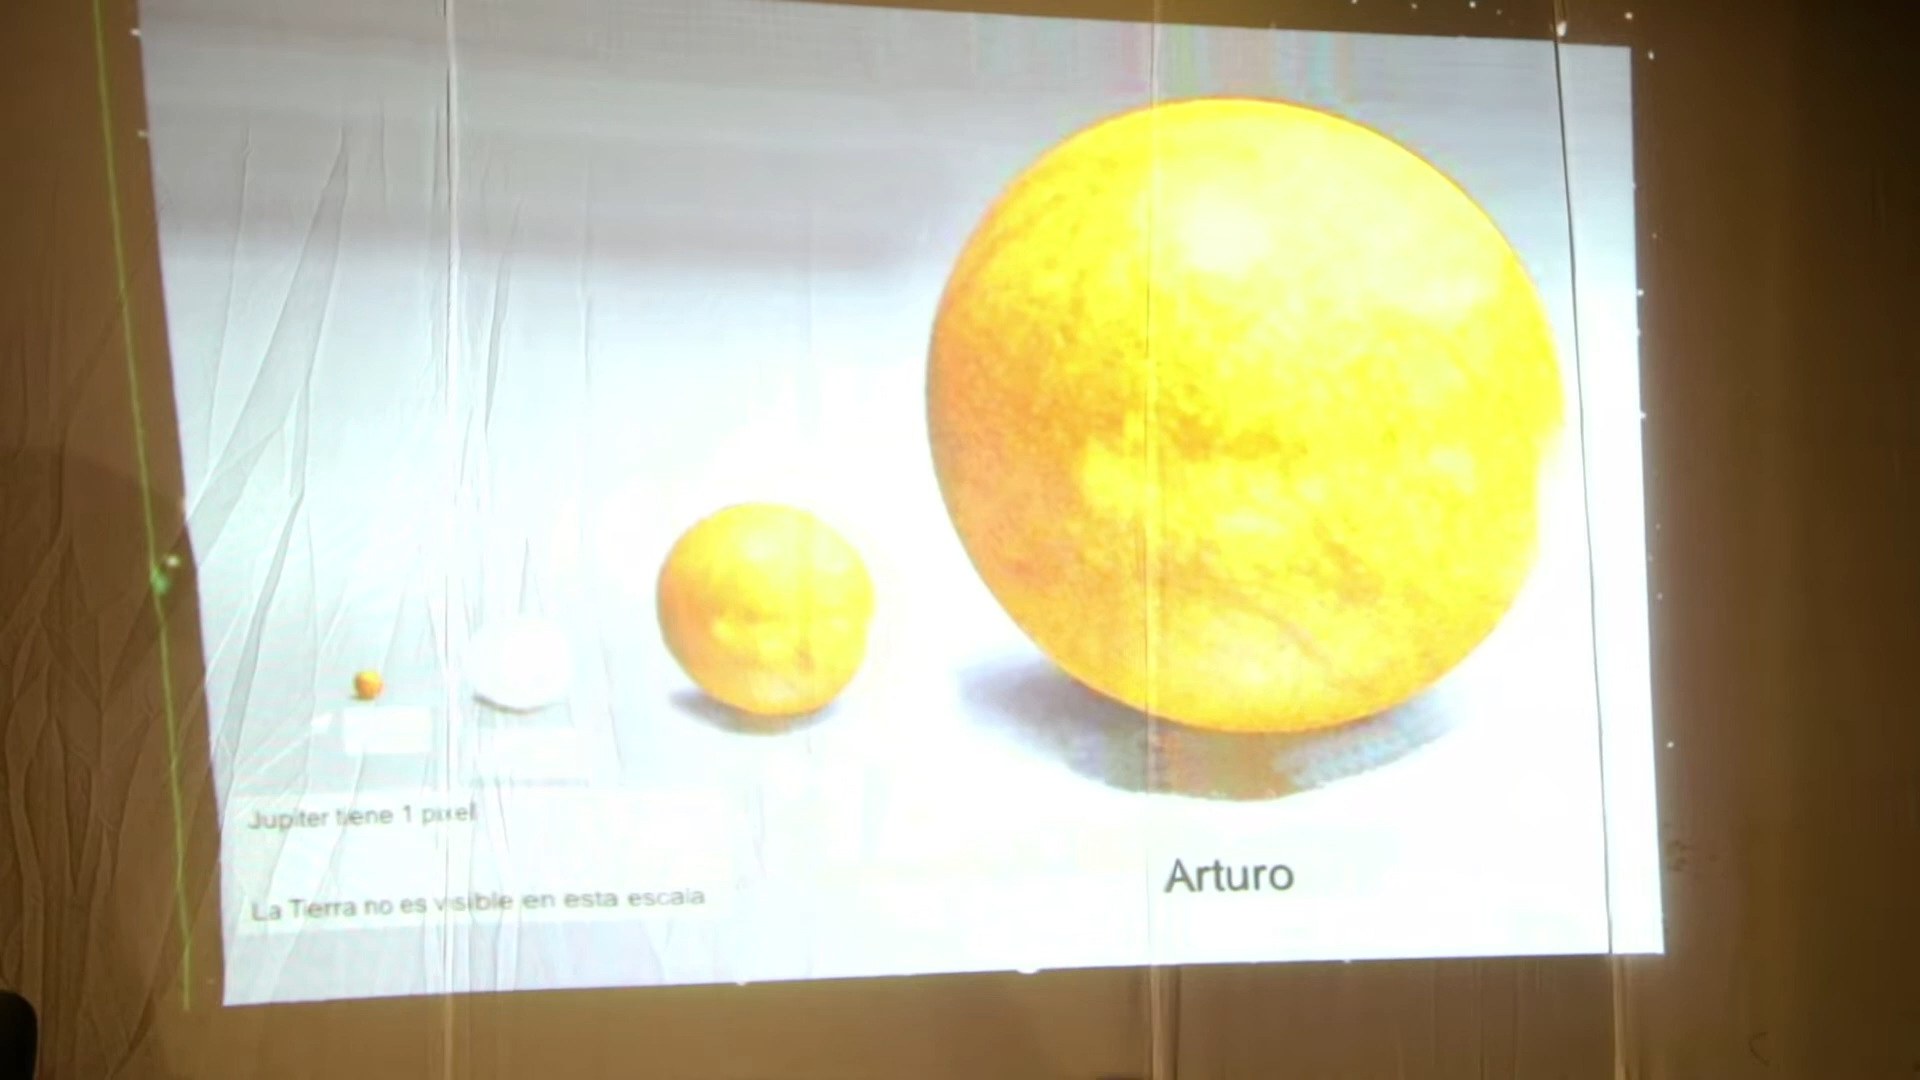 Jupiter tiene 1 pixel
La Tierra no es visible en esta escala
Arturo